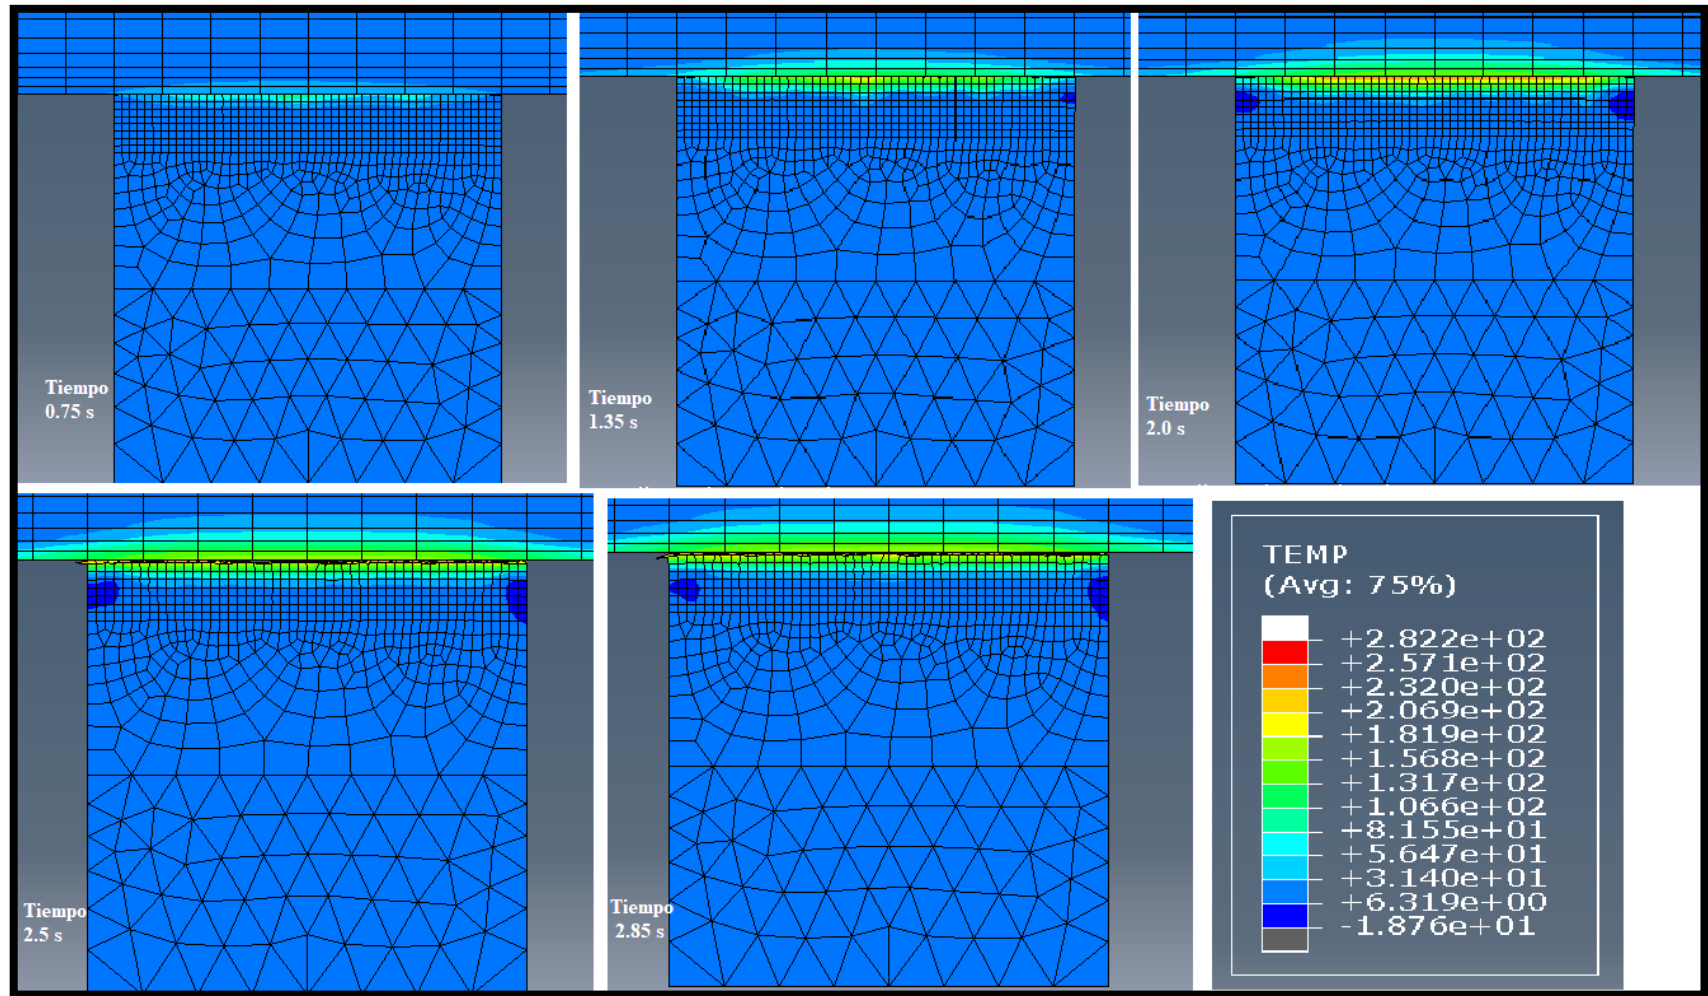 Tiempo
0.75 s
Tiempo
1.35 s
Tiempo
2.0 s
Tiempo
2.5 s
Tiempo
2.85 s
TEMP
(Avg: 75%)
+2.822e+02
+2.571e+02
+2.320e+02
+2.069e+02
+1.819e+02
+1.568e+02
+1.317e+02
+1.066e+02
+8.155e+01
+5.647e+01
+3.140e+01
+6.319e+00
-1.876e+01